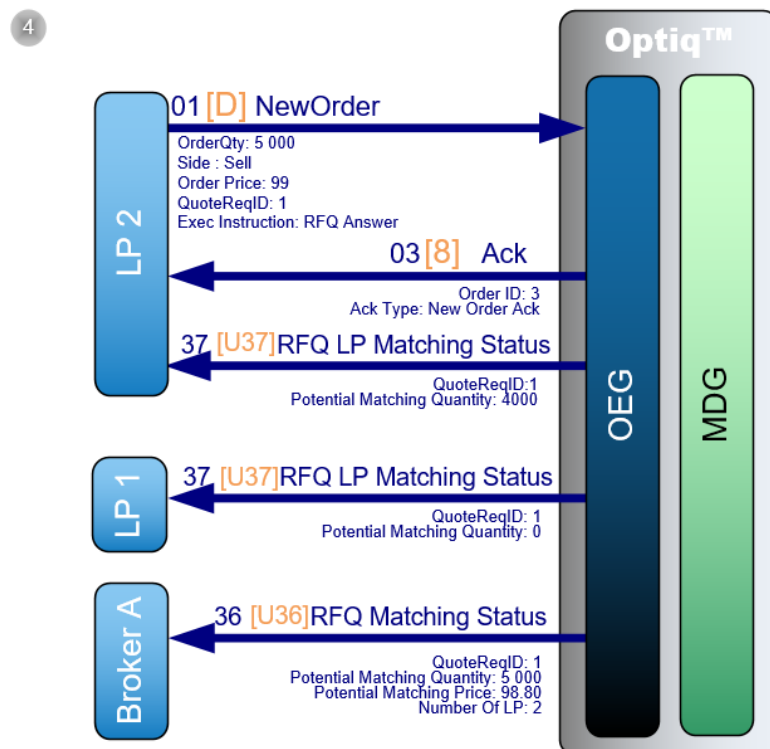 4
Optiq™
01 [D] NewOrder
OrderQty: 5 000
Side : Sell
Order Price: 99
QuoteReqID: 1
Exec Instruction: RFQ Answer
LP 2
03 [8] Ack
Order ID: 3
Ack Type: New Order Ack
37 [U37]RFQ LP Matching Status
QuoteReqID:1
Potential Matching Quantity: 4000
OEG
MDG
LP 1
37 [U37]RFQ LP Matching Status
QuoteReqID: 1
Potential Matching Quantity: 0
Broker A
36 [U36]RFQ Matching Status
QuoteReqID: 1
Potential Matching Quantity: 5 000
Potential Matching Price: 98.80
Number Of LP: 2